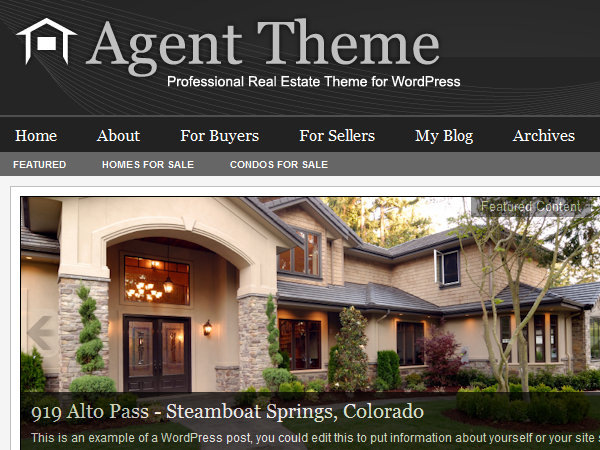 Agent Theme
Professional Real Estate Theme for WordPress
Home About For Buyers For Sellers My Blog Archives
FEATURED HOMES FOR SALE CONDOS FOR SALE
Featured Content
919 Alto Pass - Steamboat Springs, Colorado
This is an example of a WordPress post, you could edit this to put information about yourself or your site